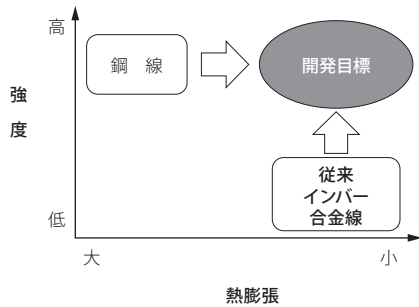 高
鋼 線
開発目標
強
度
従来
インバー
合金線
低
大
小
熱膨張